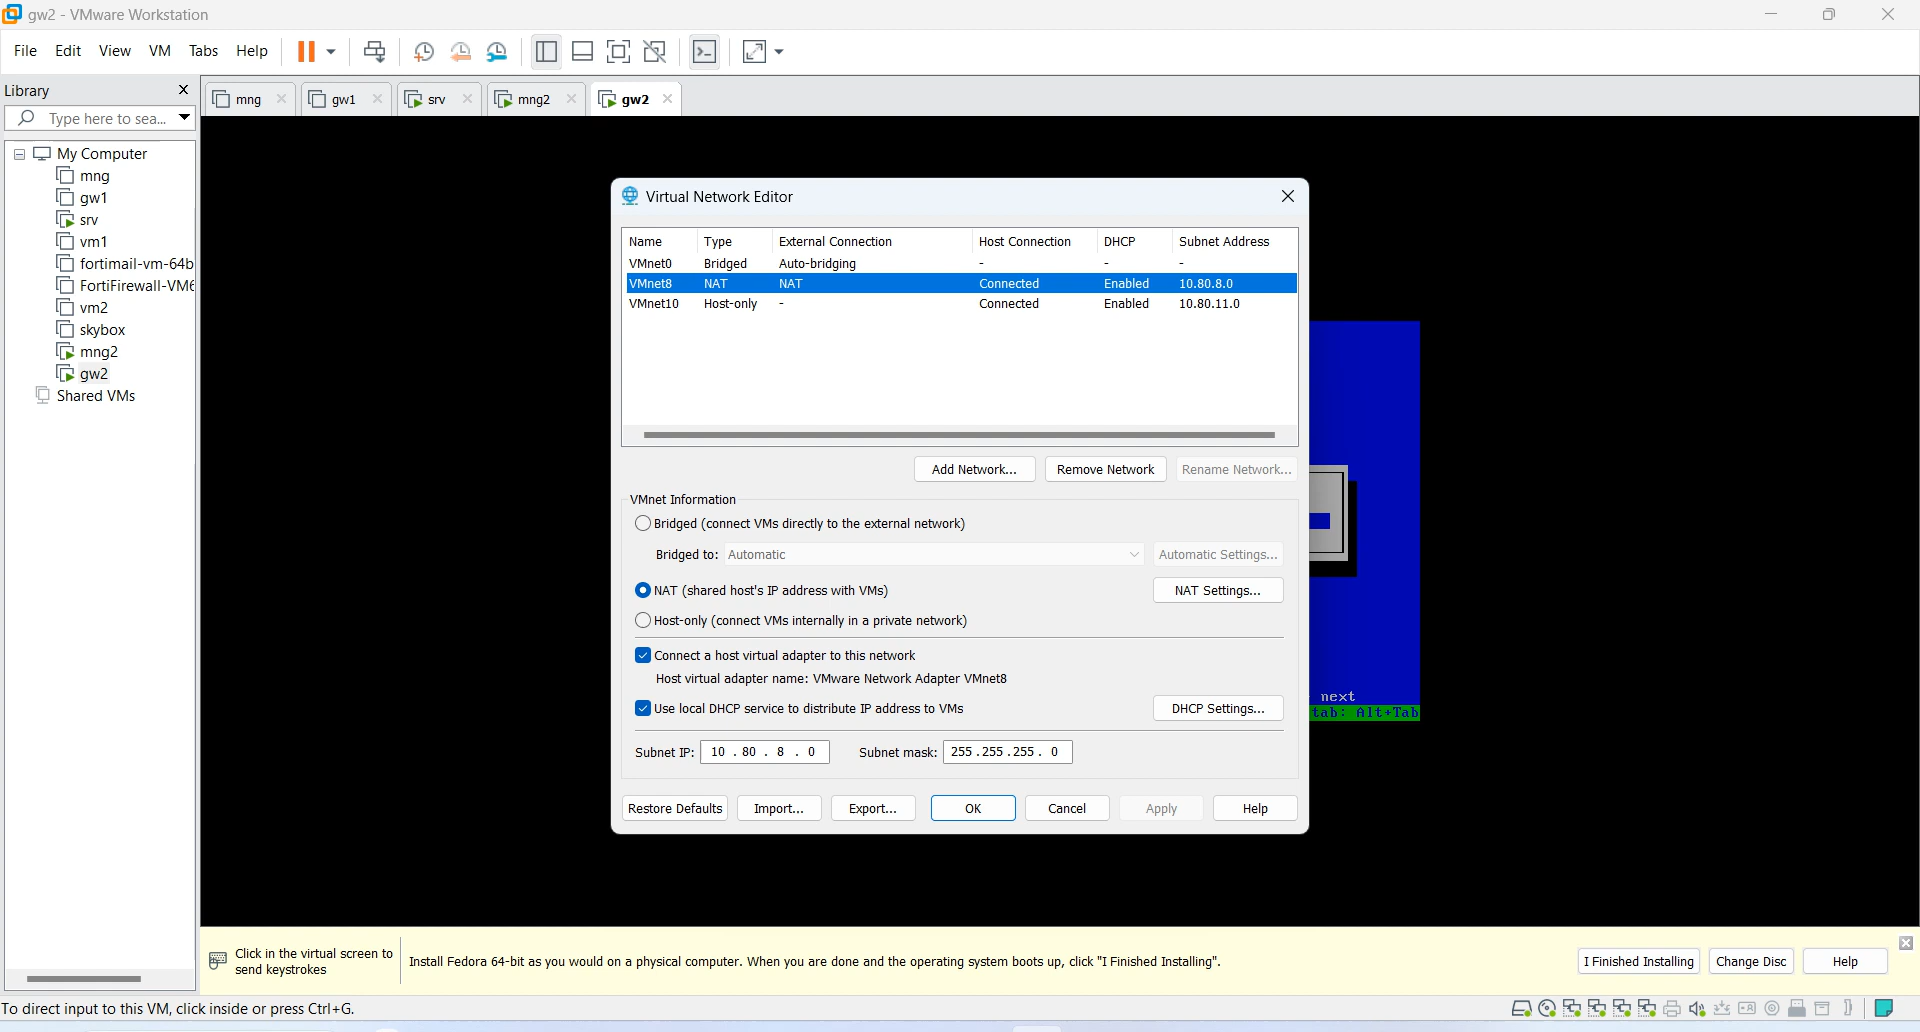 gw2 - VMware Workstation
File Edit View VM Tabs Help
Library
Type here to sea...
mng gw1 srv mng2 gw2
My Computer
mng
gw1
srv
vm1
fortimail-vm-64b
FortiFirewall-VM6
vm2
skybox
mng2
gw2
Shared VMs
Virtual Network Editor
Name Type External Connection Host Connection DHCP Subnet Address
VMnet0 Bridged Auto-bridging - - -
VMnet8 NAT NAT Connected Enabled 10.80.8.0
VMnet10 Host-only - Connected Enabled 10.80.11.0
Add Network... Remove Network Rename Network...
VMnet Information
Bridged (connect VMs directly to the external network)
Bridged to: Automatic Automatic Settings...
NAT (shared host's IP address with VMs) NAT Settings...
Host-only (connect VMs internally in a private network)
Connect a host virtual adapter to this network
Host virtual adapter name: VMware Network Adapter VMnet8
Use local DHCP service to distribute IP address to VMs DHCP Settings...
Subnet IP: 10 . 80 . 8 . 0 Subnet mask: 255 . 255 . 255 . 0
Restore Defaults Import... Export... OK Cancel Apply Help
next
tab: Alt+Tab
Click in the virtual screen to
send keystrokes
Install Fedora 64-bit as you would on a physical computer. When you are done and the operating system boots up, click "I Finished Installing".
I Finished Installing Change Disc Help
To direct input to this VM, click inside or press Ctrl+G.